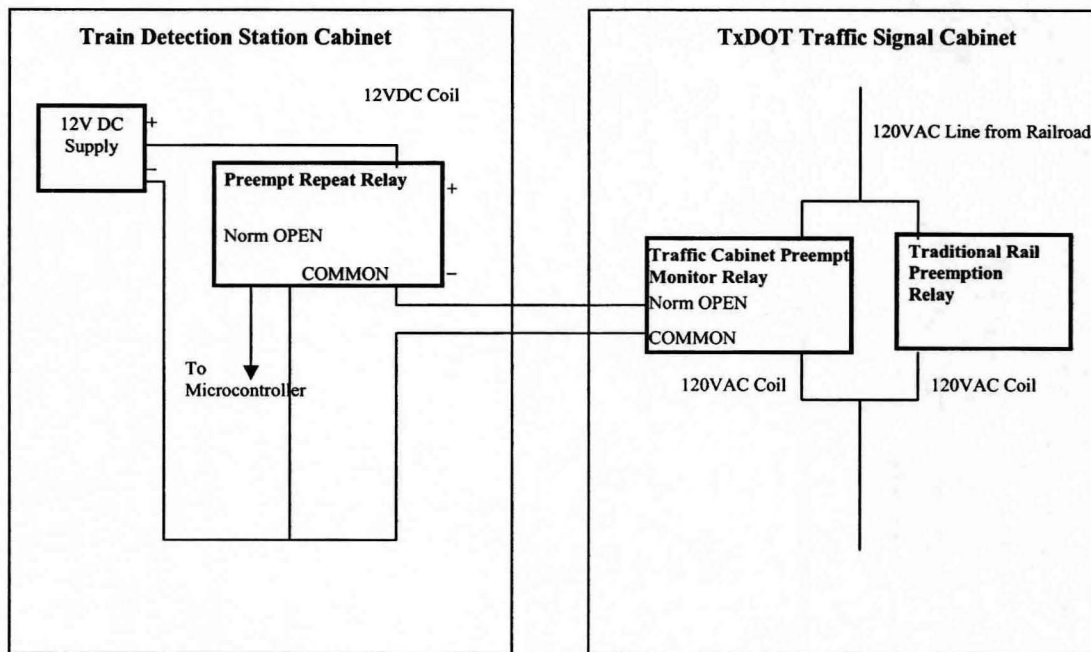 Train Detection Station Cabinet
12VDC Coil
12V DC
Supply
+
−
Preempt Repeat Relay
+
Norm OPEN
COMMON
−
To
Microcontroller
TxDOT Traffic Signal Cabinet
120VAC Line from Railroad
Traffic Cabinet Preempt
Monitor Relay
Norm OPEN
COMMON
Traditional Rail
Preemption
Relay
120VAC Coil
120VAC Coil